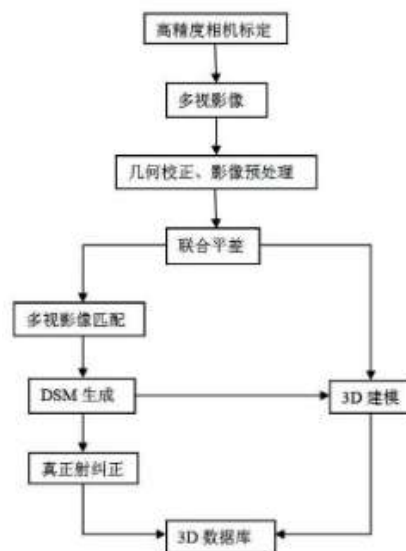 高精度相机标定
多视影像
几何校正、影像预处理
联合平差
多视影像匹配
DSM 生成
3D 建模
真正射纠正
3D 数据库